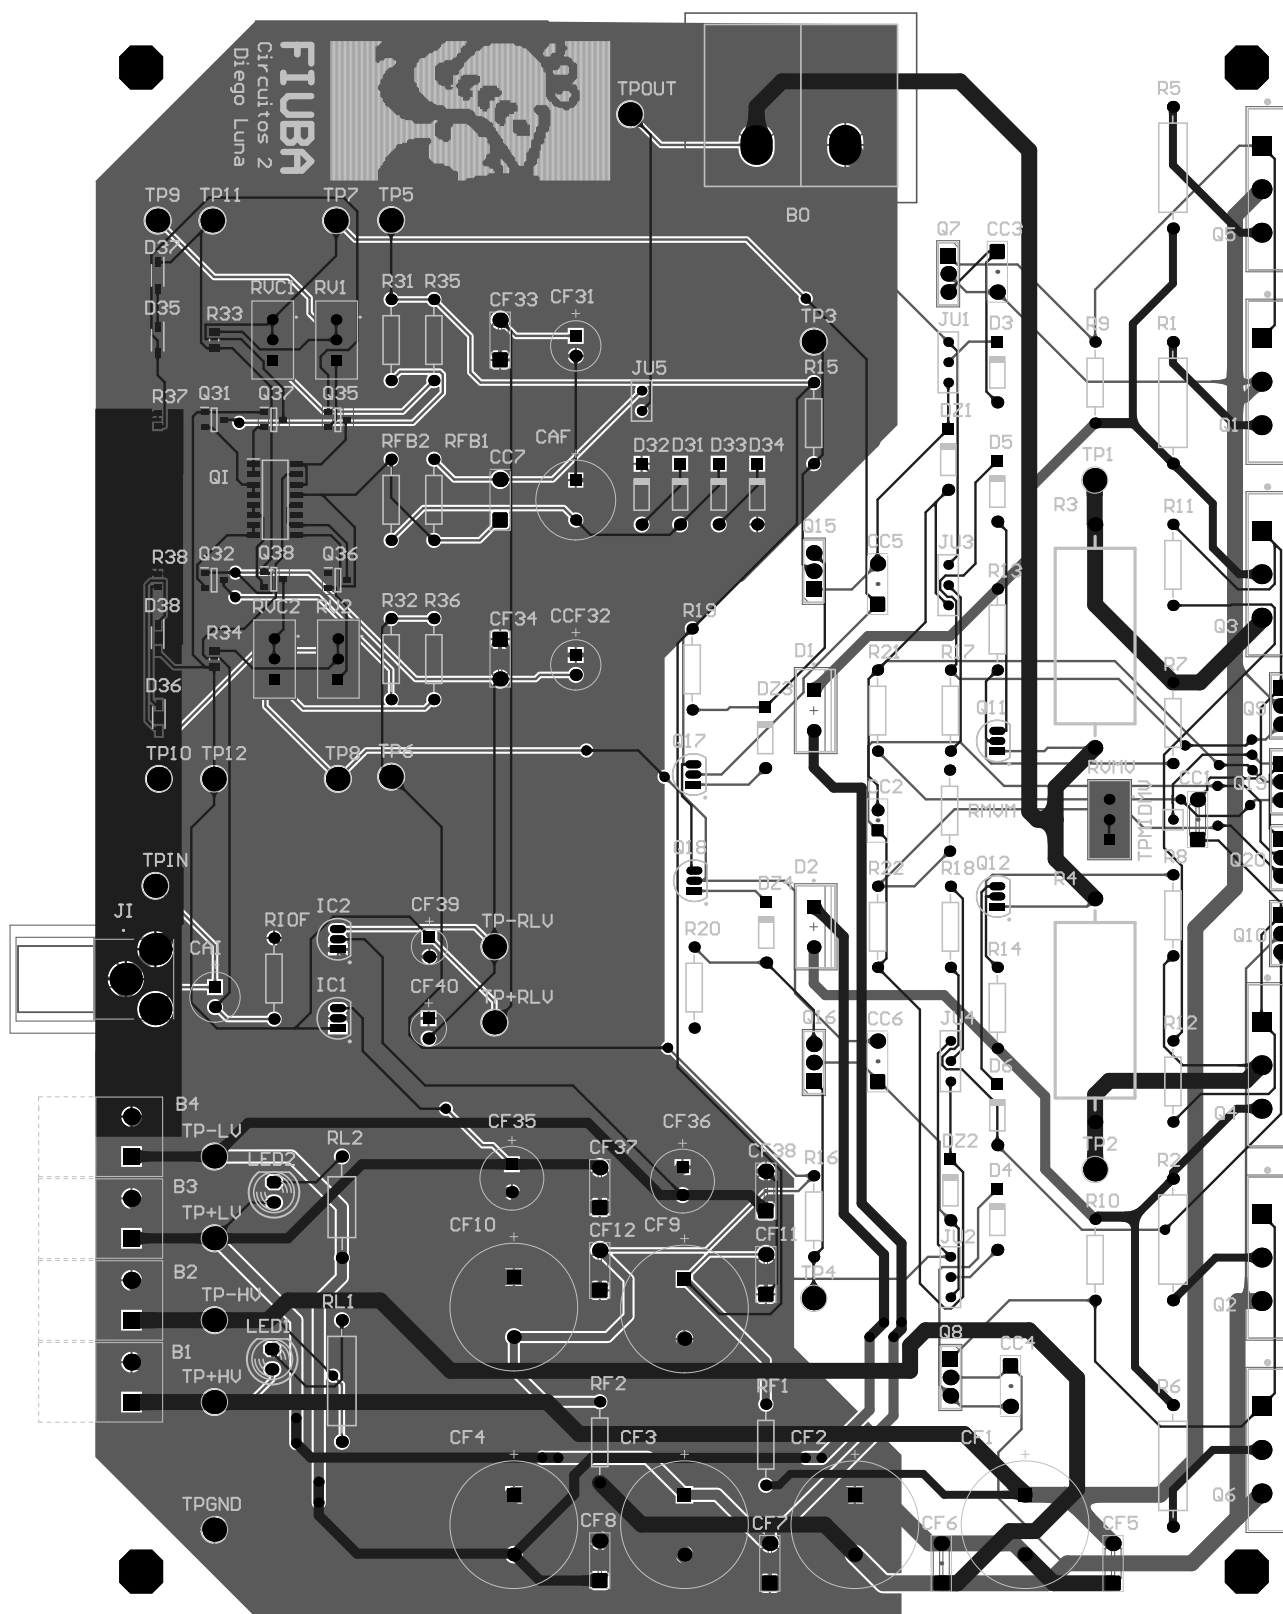 FIUBA
Circuitos 2
Diego Luna
TPOUT
BO
R5
Q5
TP9
TP11
TP7
TP5
D37
Q7
CC3
R31
R35
RVC1
RV1
CF33
CF31
D35
R33
TP3
JU1
D3
R9
R1
R15
JU5
R37
Q31
Q37
Q35
DZ1
Q1
CAF
RFB2
RFB1
CC7
D32
D31
D33
D34
D5
TP1
QI
R3
R11
Q15
CC5
JU3
R38
Q32
Q38
Q36
R13
D38
RVC2
RV2
R32
R36
CF34
CCF32
R19
Q3
R34
D1
R21
R17
R7
D36
DZ3
Q11
Q9
Q17
TP10
TP12
TP8
TP6
RVMV
CC2
CC1
Q19
RMVM
TPMIDMV
Q18
TPIN
D2
R22
R18
Q12
R4
R8
Q20
JI
DZ4
RIOF
IC2
CF39
TP-RLV
R20
Q10
CAI
R14
IC1
CF40
TP+RLV
Q16
CC6
JU4
R12
D6
B4
TP-LV
RL2
CF35
CF36
Q4
LED2
CF37
CF38
DZ2
TP2
R16
D4
R2
B3
TP+LV
CF10
CF12
CF9
CF11
R10
JU2
B2
TP-HV
TP4
RL1
Q2
LED1
Q8
CC4
B1
TP+HV
RF2
RF1
R6
CF4
CF3
CF2
CF1
Q6
TPGND
CF8
CF7
CF6
CF5